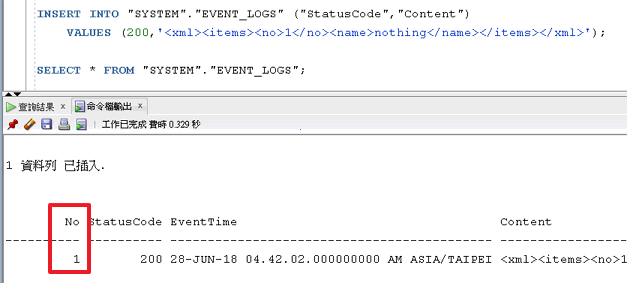 INSERT INTO "SYSTEM"."EVENT_LOGS" ("StatusCode","Content")
VALUES (200,'<xml><items><no>1</no><name>nothing</name></items></xml>');
SELECT * FROM "SYSTEM"."EVENT_LOGS";
查詢結果 × 命令檔輸出 ×
工作已完成 費時 0.329 秒
1 資料列 已插入.
No StatusCode EventTime Content
---------- ---------- -------------------------------------------------- --------------------
1 200 28-JUN-18 04.42.02.000000000 AM ASIA/TAIPEI <xml><items><no>1